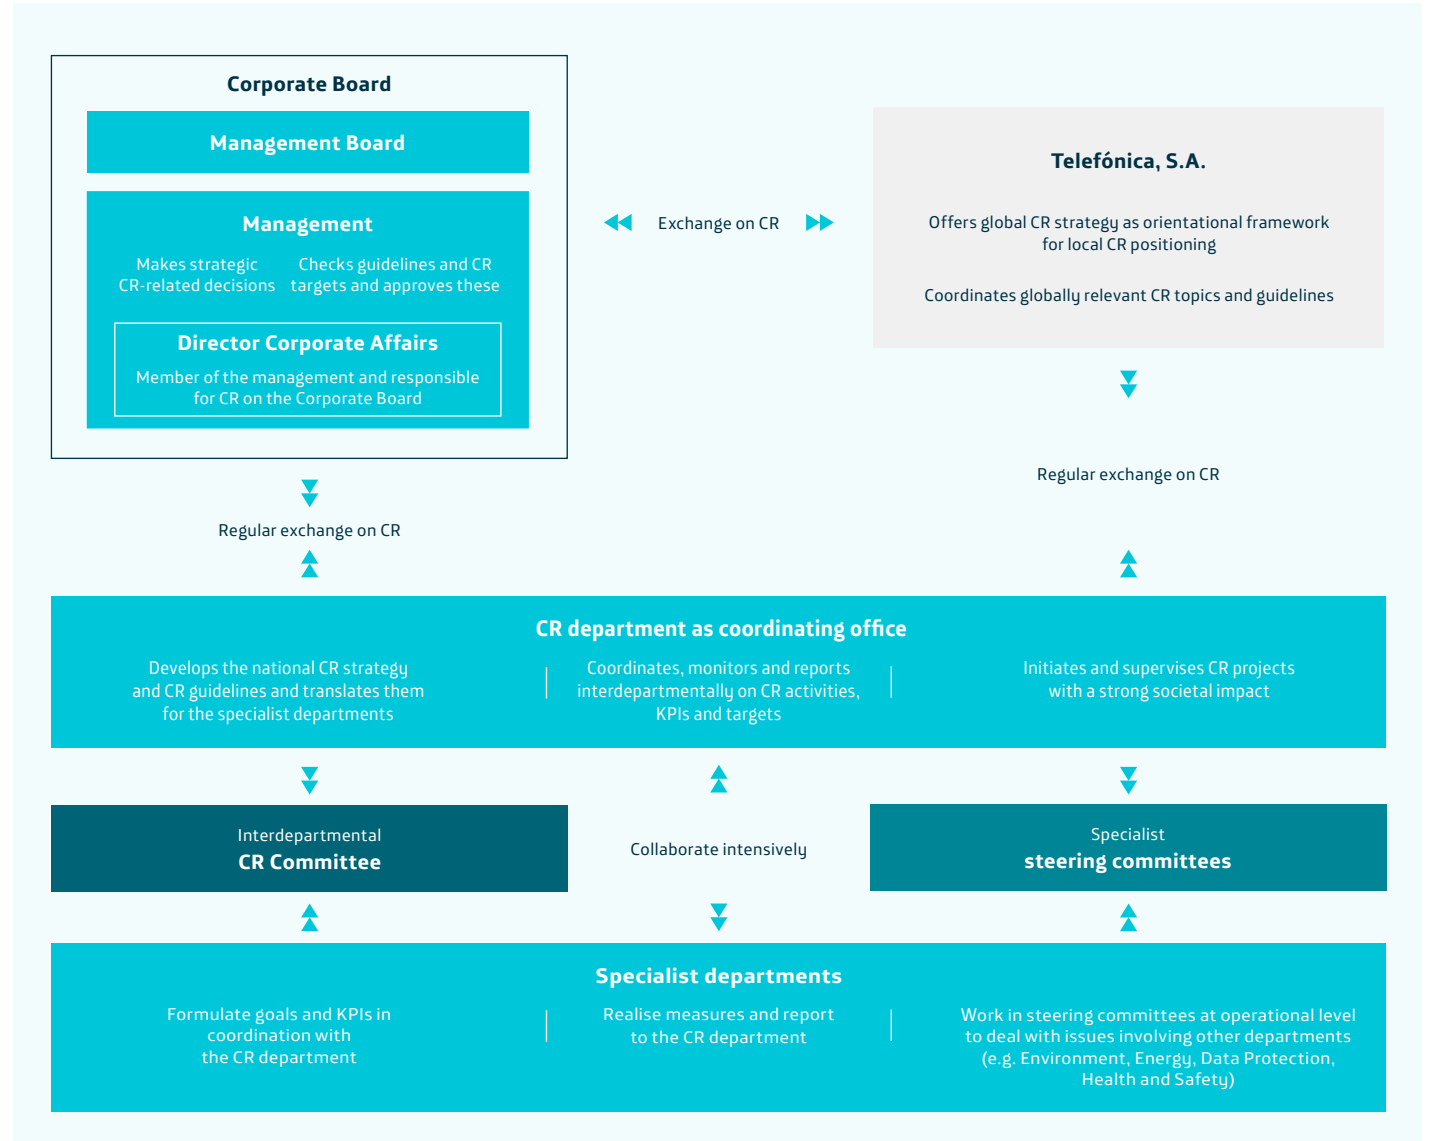 Corporate Board
Management Board
Management
Makes strategic
CR-related decisions
Checks guidelines and CR
targets and approves these
Director Corporate Affairs
Member of the management and responsible
for CR on the Corporate Board
Exchange on CR
Telefónica, S.A.
Offers global CR strategy as orientational framework
for local CR positioning
Coordinates globally relevant CR topics and guidelines
Regular exchange on CR
Regular exchange on CR
CR department as coordinating office
Develops the national CR strategy
and CR guidelines and translates them
for the specialist departments
Coordinates, monitors and reports
interdepartmentally on CR activities,
KPIs and targets
Initiates and supervises CR projects
with a strong societal impact
Interdepartmental
CR Committee
Collaborate intensively
Specialist
steering committees
Specialist departments
Formulate goals and KPIs in
coordination with
the CR department
Realise measures and report
to the CR department
Work in steering committees at operational level
to deal with issues involving other departments
(e.g. Environment, Energy, Data Protection,
Health and Safety)